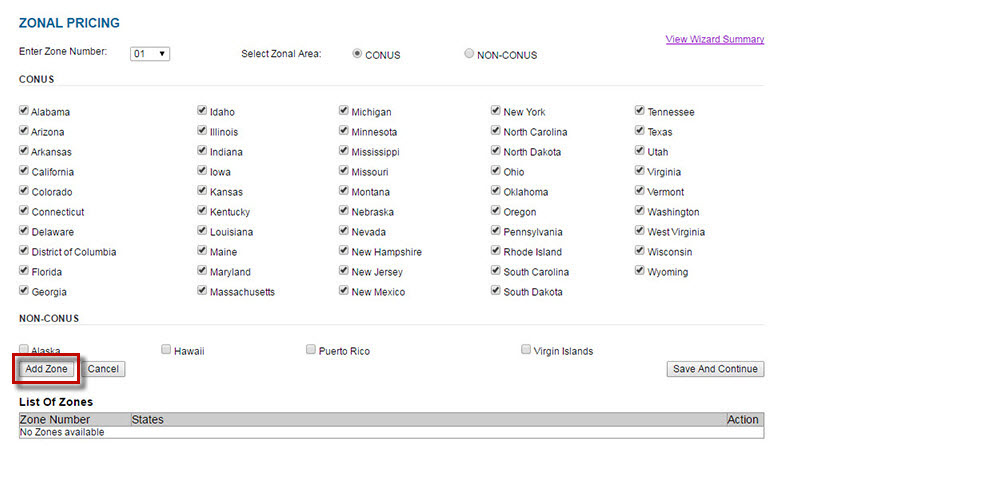 ZONAL PRICING
View Wizard Summary
Enter Zone Number: 01 Select Zonal Area: CONUS NON-CONUS
CONUS
Alabama Idaho Michigan New York Tennessee
Arizona Illinois Minnesota North Carolina Texas
Arkansas Indiana Mississippi North Dakota Utah
California Iowa Missouri Ohio Virginia
Colorado Kansas Montana Oklahoma Vermont
Connecticut Kentucky Nebraska Oregon Washington
Delaware Louisiana Nevada Pennsylvania West Virginia
District of Columbia Maine New Hampshire Rhode Island Wisconsin
Florida Maryland New Jersey South Carolina Wyoming
Georgia Massachusetts New Mexico South Dakota
NON-CONUS
Alaska Hawaii Puerto Rico Virgin Islands
Add Zone Cancel Save And Continue
List Of Zones
Zone Number States Action
No Zones available